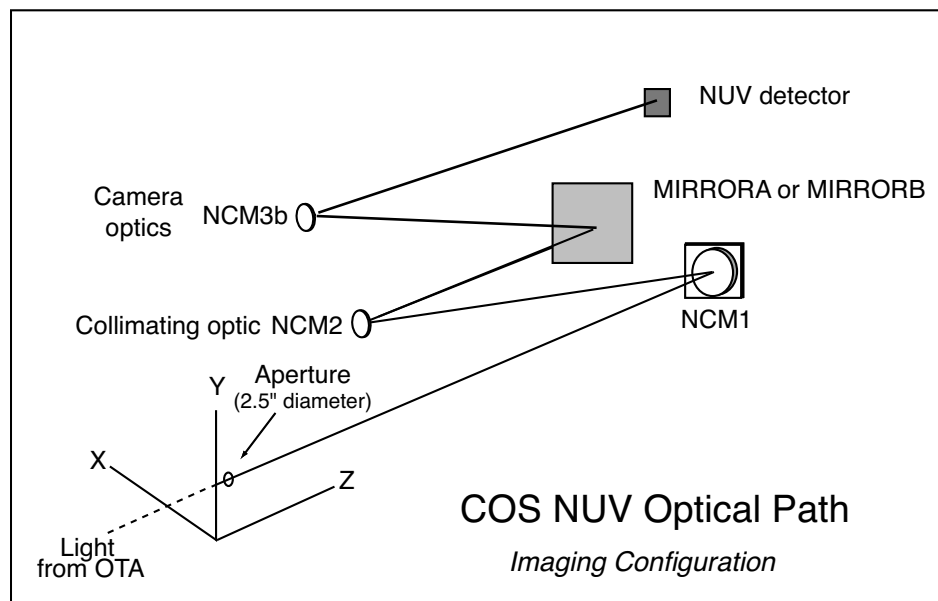 NUV detector
MIRRORA or MIRRORB
Camera
optics
NCM3b
NCM1
Collimating optic NCM2
Aperture
(2.5" diameter)
Y
X
Z
Light
from OTA
COS NUV Optical Path
Imaging Configuration